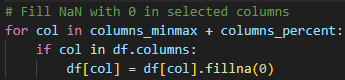 # Fill NaN with 0 in selected columns
for col in columns_minmax + columns_percent:
    if col in df.columns:
        df[col] = df[col].fillna(0)